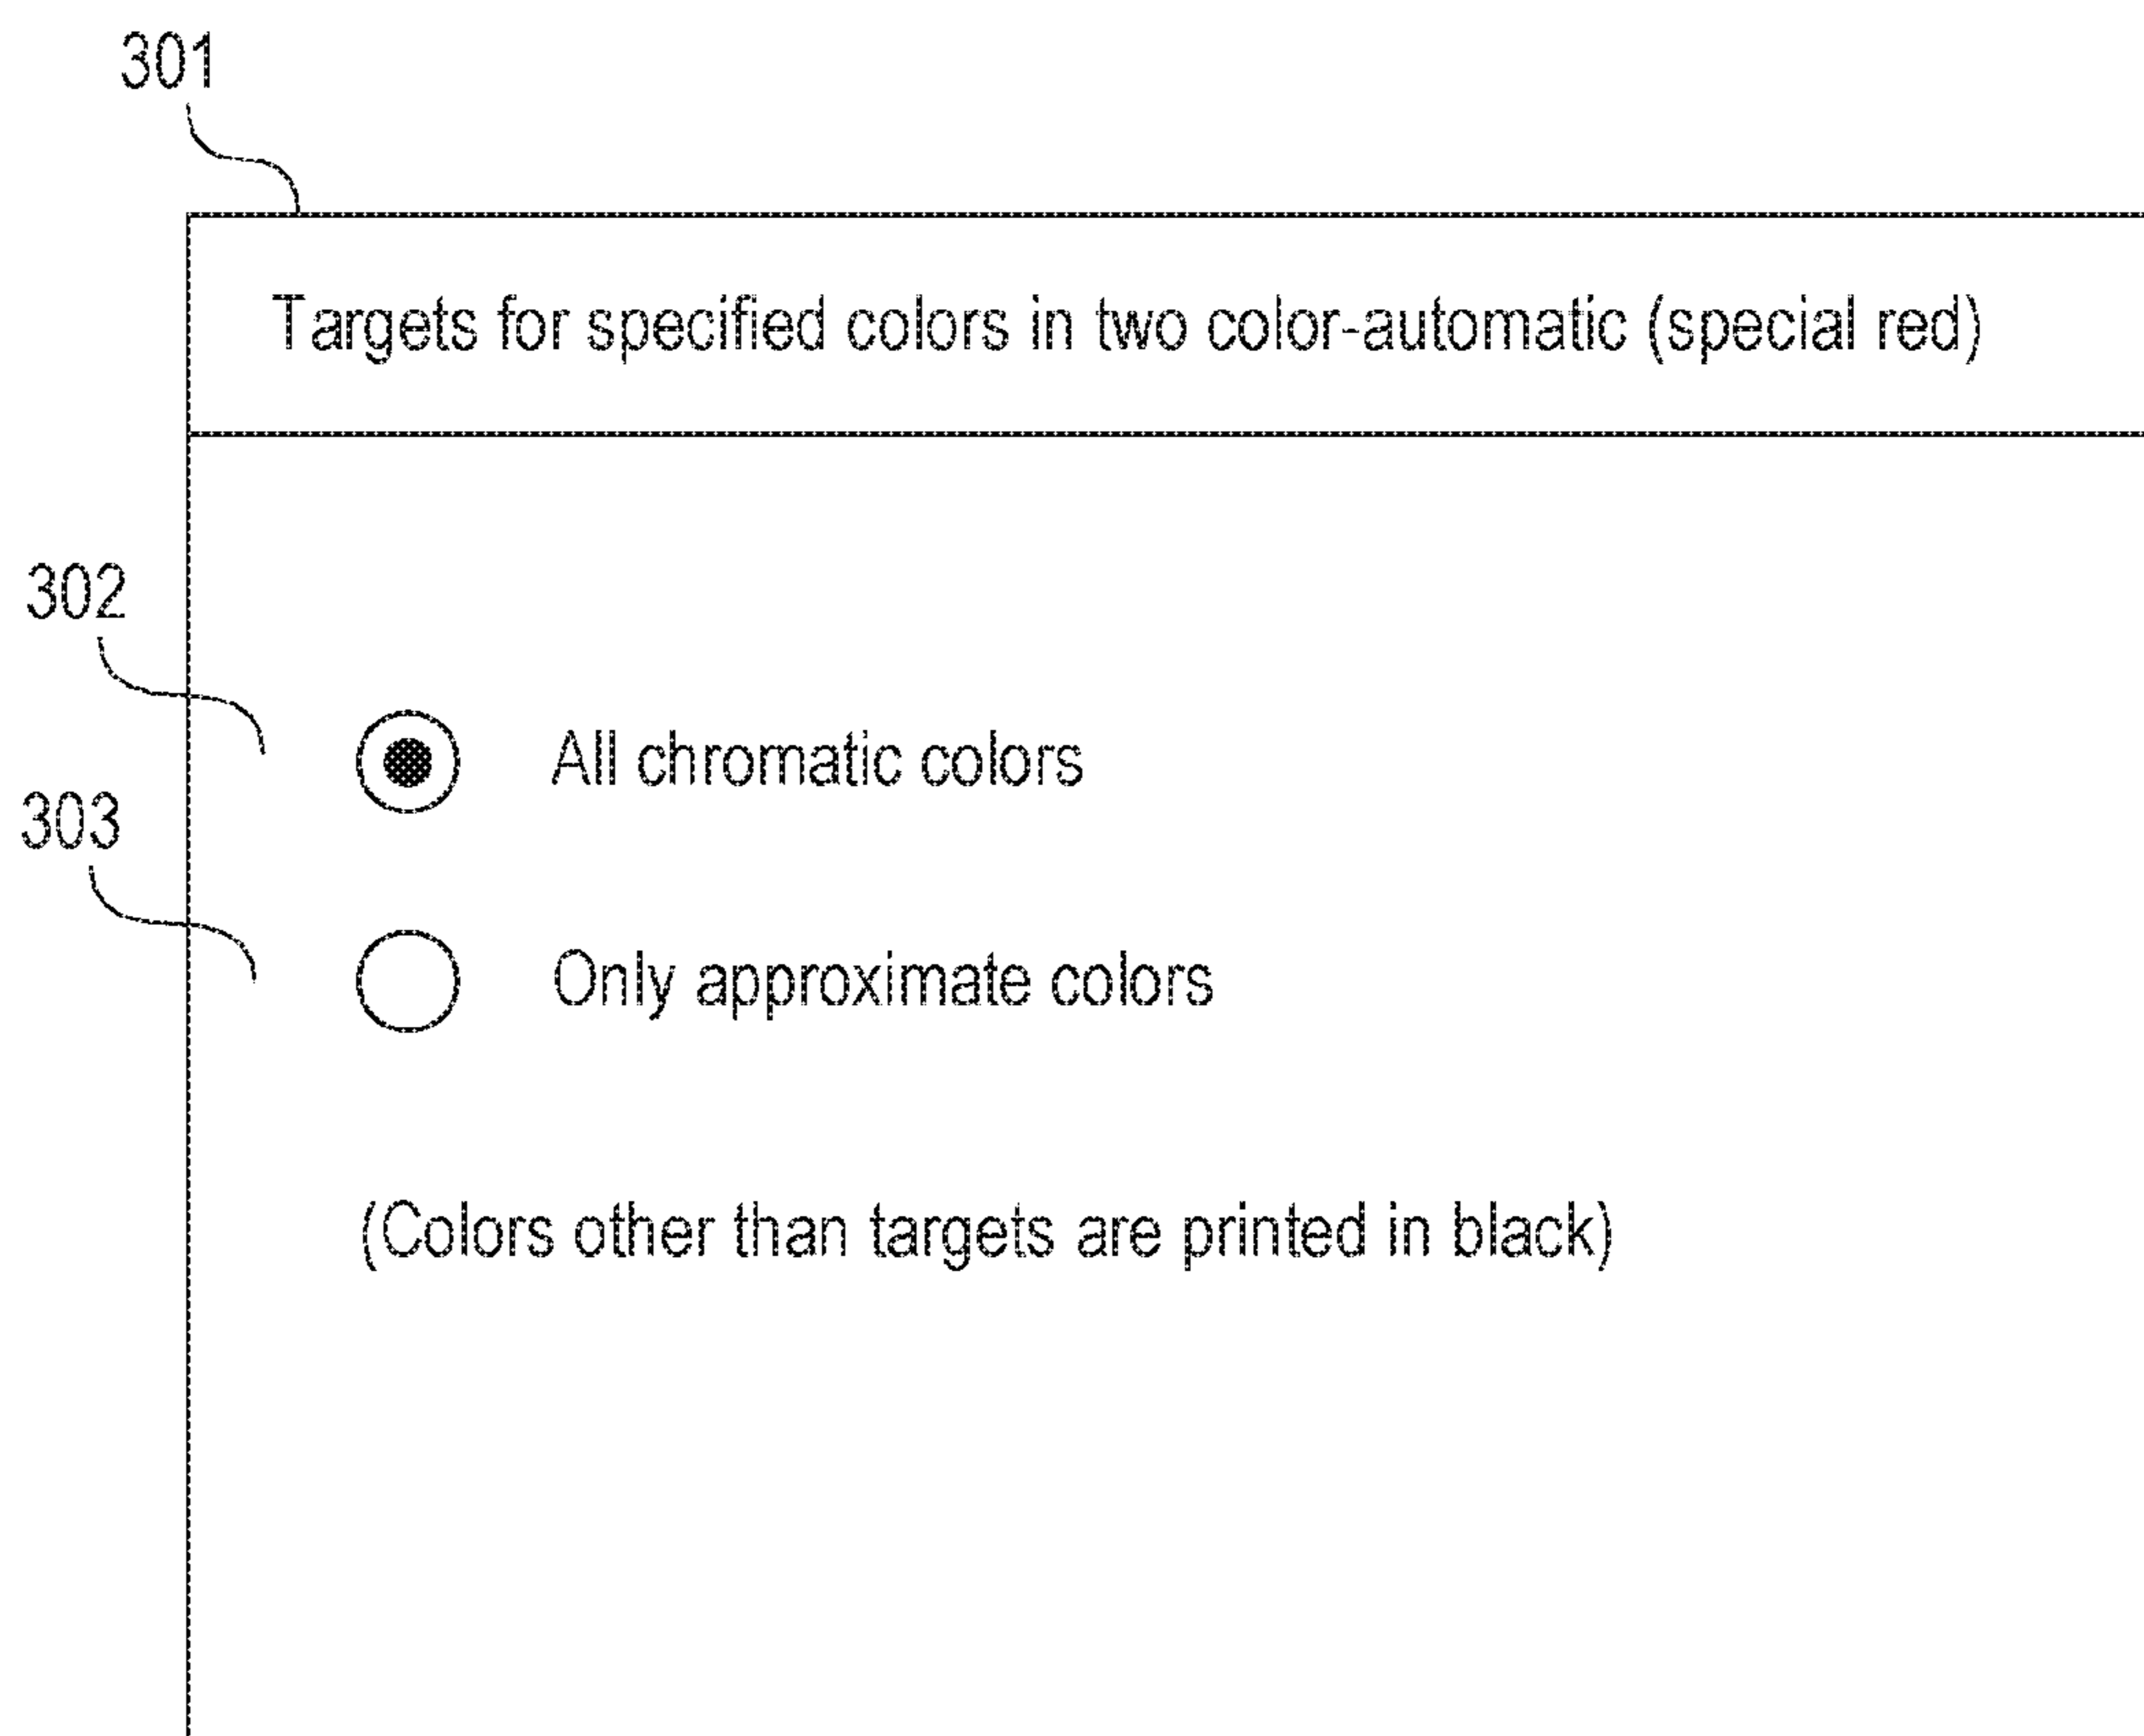 301
Targets for specified colors in two color-automatic (special red)
302
All chromatic colors
303
Only approximate colors
(Colors other than targets are printed in black)